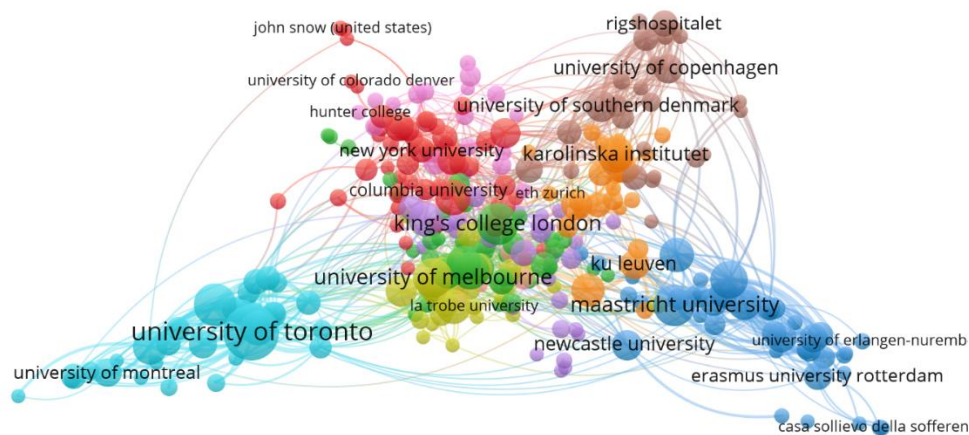 john snow (united states)
rigshospitalet
university of copenhagen
university of colorado denver
university of southern denmark
hunter college
new york university
karolinska institutet
columbia university
eth zurich
king's college london
ku leuven
university of melbourne
la trobe university
maastricht university
university of toronto
newcastle university
university of erlangen-nurembe
university of montreal
erasmus university rotterdam
casa sollievo della sofferen